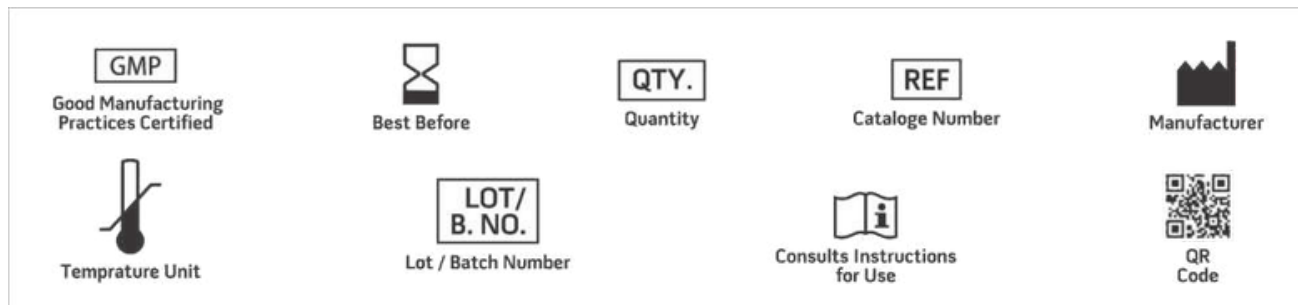 GMP
Good Manufacturing
Practices Certified
Best Before
QTY.
Quantity
REF
Cataloge Number
Manufacturer
Temprature Unit
LOT/
B. NO.
Lot / Batch Number
i
Consults Instructions
for Use
QR
Code